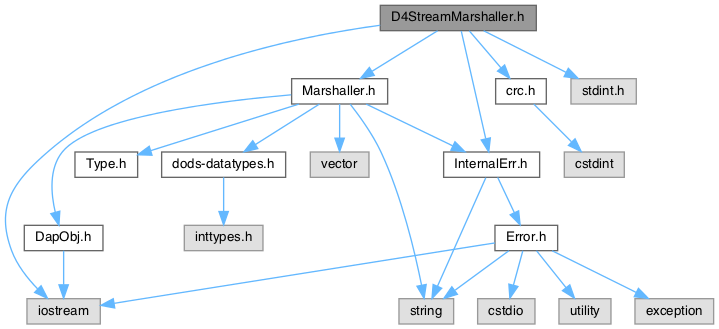 D4StreamMarshaller.h
Marshaller.h
crc.h
stdint.h
Type.h
dods-datatypes.h
vector
InternalErr.h
cstdint
DapObj.h
inttypes.h
Error.h
iostream
string
cstdio
utility
exception